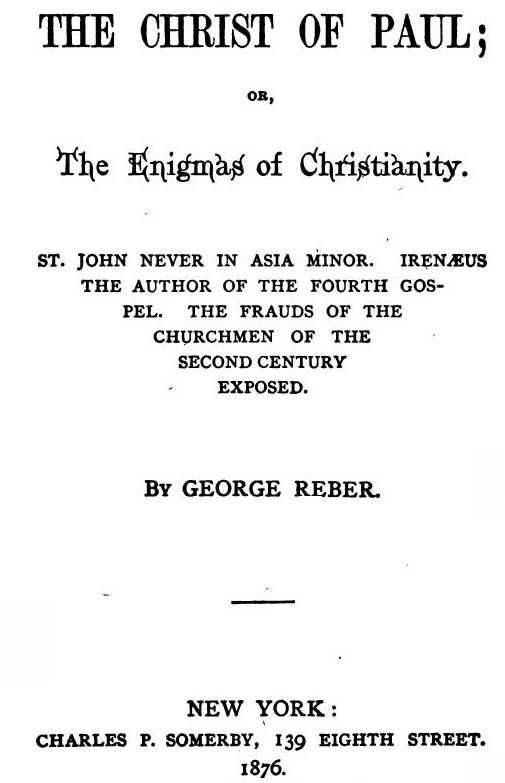 THE CHRIST OF PAUL;
OR,
The Enigmas of Christianity.
ST. JOHN NEVER IN ASIA MINOR. IRENÆUS
THE AUTHOR OF THE FOURTH GOS-
PEL. THE FRAUDS OF THE
CHURCHMEN OF THE
SECOND CENTURY
EXPOSED.
By GEORGE REBER.
NEW YORK:
CHARLES P. SOMERBY, 139 EIGHTH STREET.
1876.